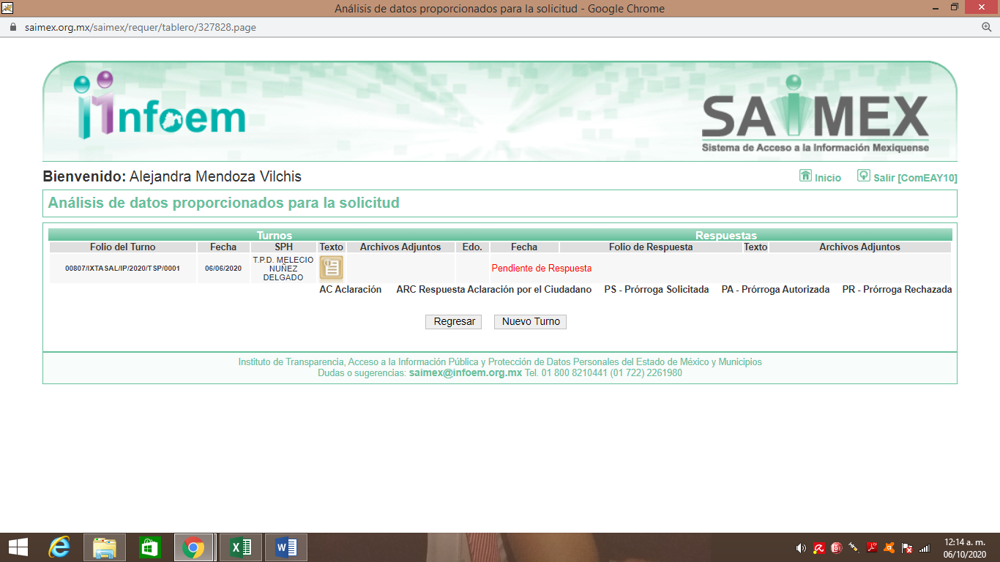 Análisis de datos proporcionados para la solicitud - Google Chrome
saimex.org.mx/saimex/requer/tablero/327828.page
infoem
SAIMEX
Sistema de Acceso a la Información Mexiquense
Bienvenido: Alejandra Mendoza Vilchis
Inicio Salir [ComEAY10]
Análisis de datos proporcionados para la solicitud
Turnos Respuestas
Folio del Turno Fecha SPH Texto Archivos Adjuntos Edo. Fecha Folio de Respuesta Texto Archivos Adjuntos
00807/IXTASAL/IP/2020/TSP/0001 06/06/2020 T.P.D. MELECIO NUÑEZ DELGADO Pendiente de Respuesta
AC Aclaración ARC Respuesta Aclaración por el Ciudadano PS - Prórroga Solicitada PA - Prórroga Autorizada PR - Prórroga Rechazada
Regresar Nuevo Turno
Instituto de Transparencia, Acceso a la Información Pública y Protección de Datos Personales del Estado de México y Municipios
Dudas o sugerencias: saimex@infoem.org.mx Tel. 01 800 8210441 (01 722) 2261980
12:14 a. m.
06/10/2020